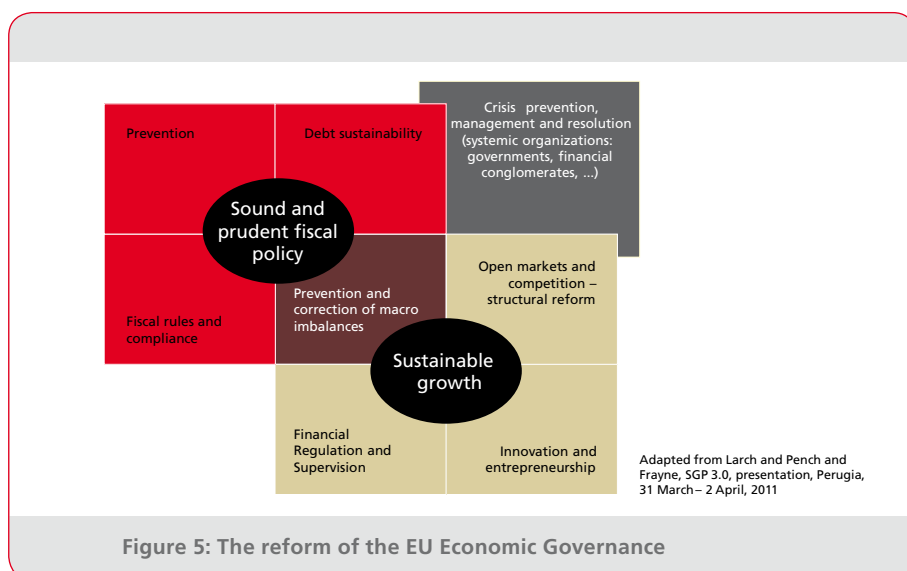 Prevention
Debt sustainability
Crisis prevention,
management and resolution
(systemic organizations:
governments, financial
conglomerates, ...)
Sound and
prudent fiscal
policy
Fiscal rules and
compliance
Prevention and
correction of macro
imbalances
Open markets and
competition –
structural reform
Sustainable
growth
Financial
Regulation and
Supervision
Innovation and
entrepreneurship
Adapted from Larch and Pench and
Frayne, SGP 3.0, presentation, Perugia,
31 March– 2 April, 2011
Figure 5: The reform of the EU Economic Governance